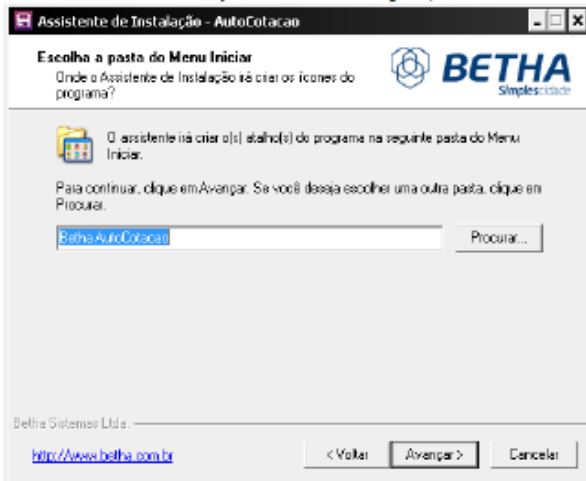 Assistente de Instalação - AutoCotacao
Escolha a pasta do Menu Iniciar
Onde o Assistente de Instalação irá criar os ícones do
programa?
BETHA
Simplescidade
O assistente irá criar o(s) atalho(s) do programa na seguinte pasta do Menu
Iniciar.
Para continuar, clique em Avançar. Se você deseja escolher uma outra pasta, clique em
Procurar.
Betha AutoCotacao
Procurar...
Betha Sistemas Ltda.
http://www.betha.com.br
< Voltar
Avançar >
Cancelar